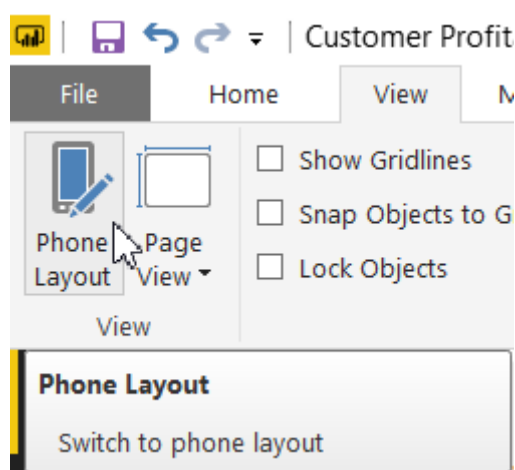 Customer Profit
File Home View
Show Gridlines
Snap Objects to G
Lock Objects
Phone Layout
Page View
View
Phone Layout
Switch to phone layout